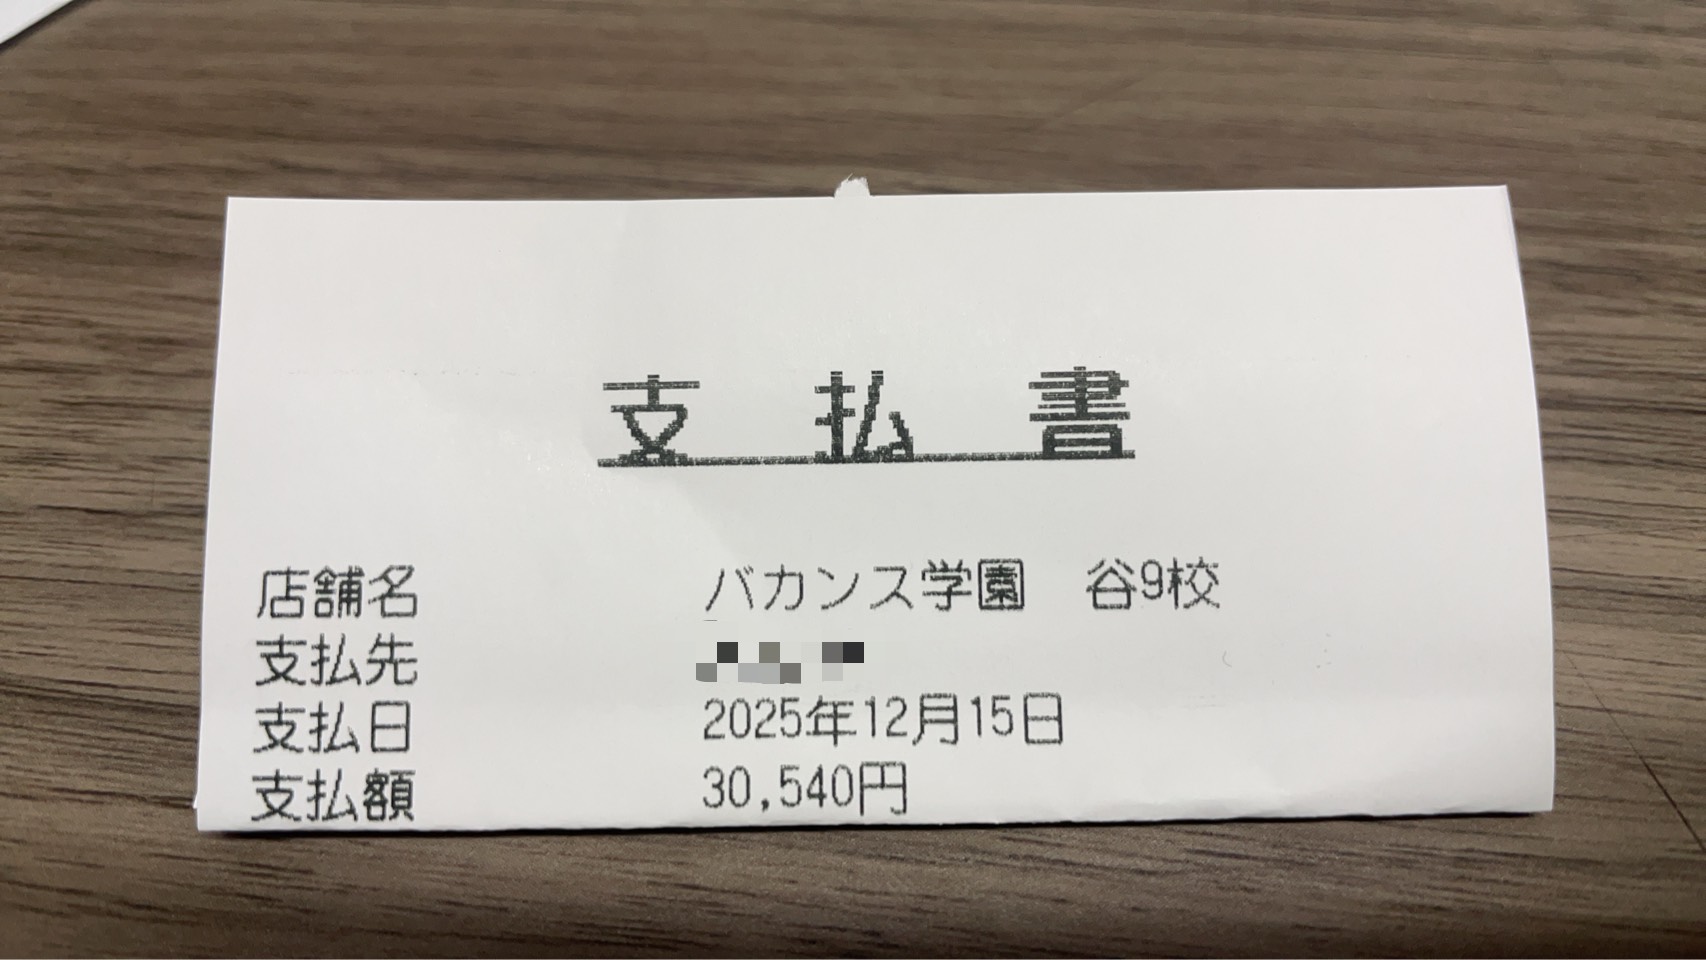 支払書
店舗名 バカンス学園 谷9校
支払先
支払日 2025年12月15日
支払額 30,540円